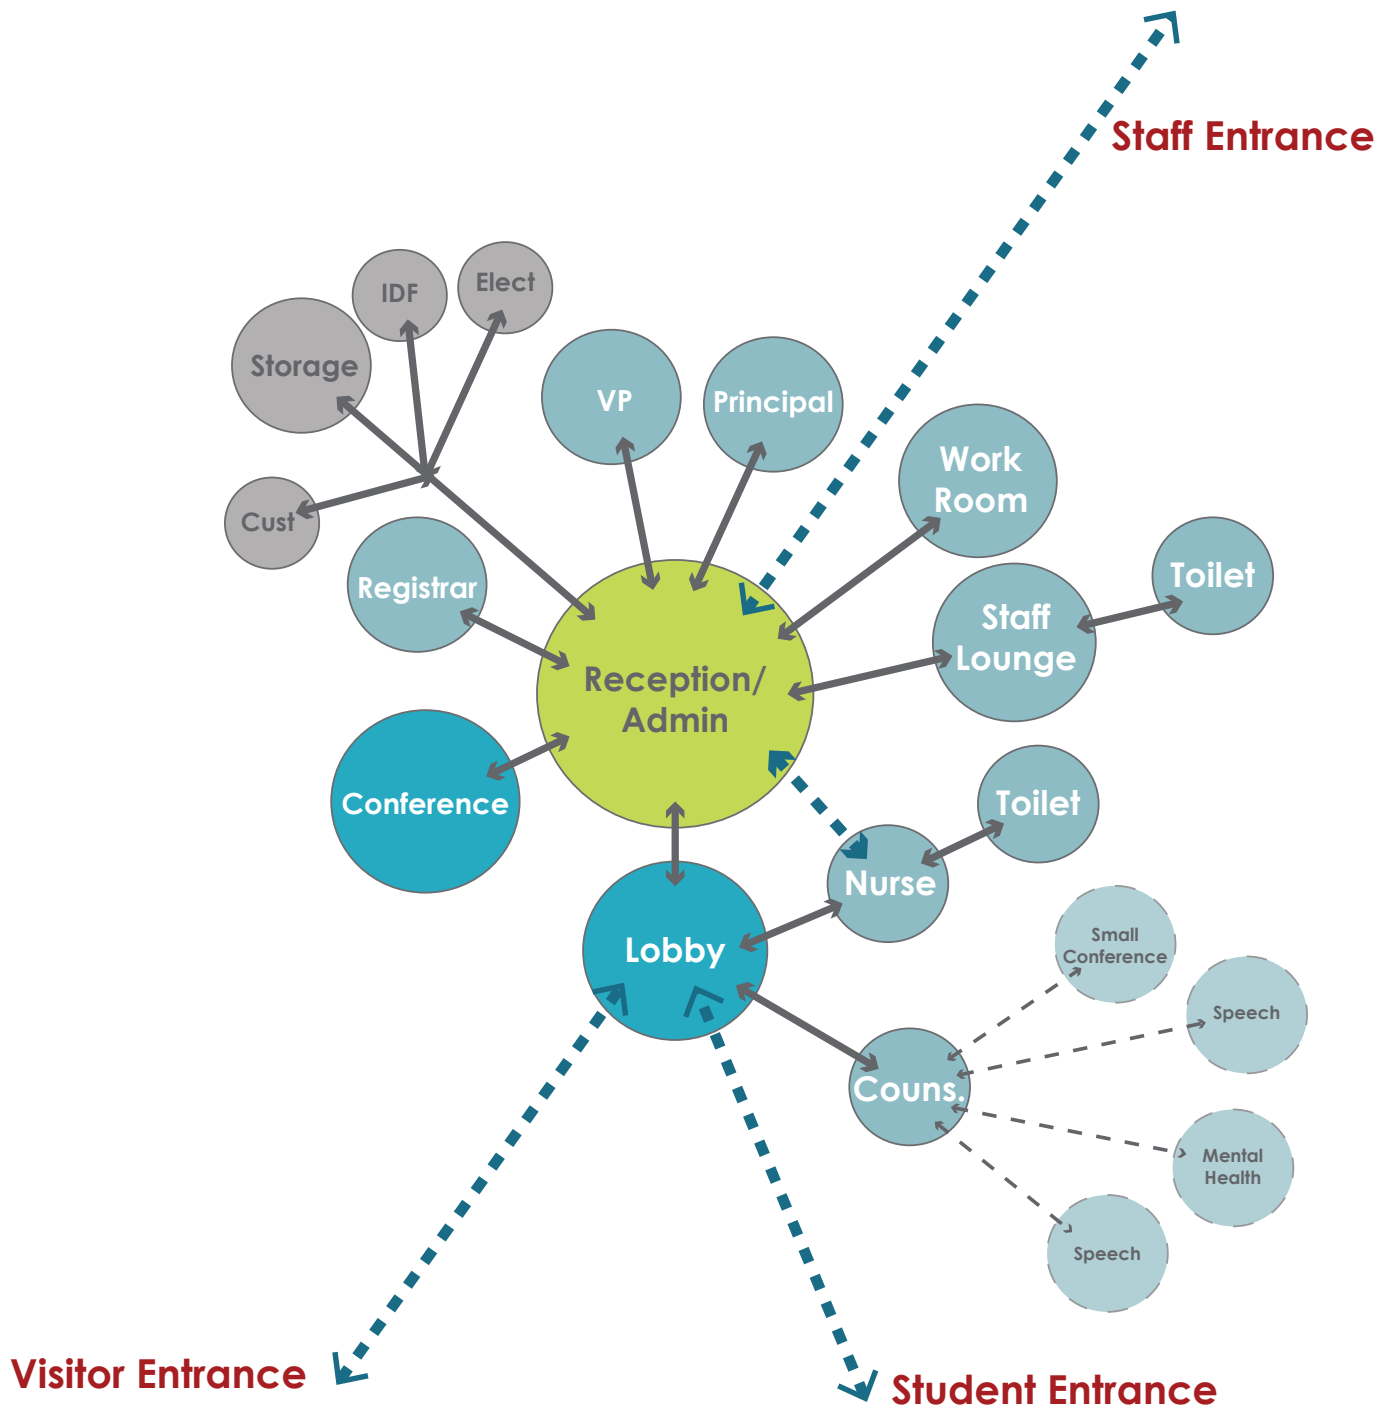 Staff Entrance
IDF
Elect
Storage
VP
Principal
Work
Room
Cust
Registrar
Toilet
Staff
Lounge
Reception/
Admin
Conference
Toilet
Nurse
Lobby
Small
Conference
Speech
Couns.
Mental
Health
Speech
Visitor Entrance
Student Entrance